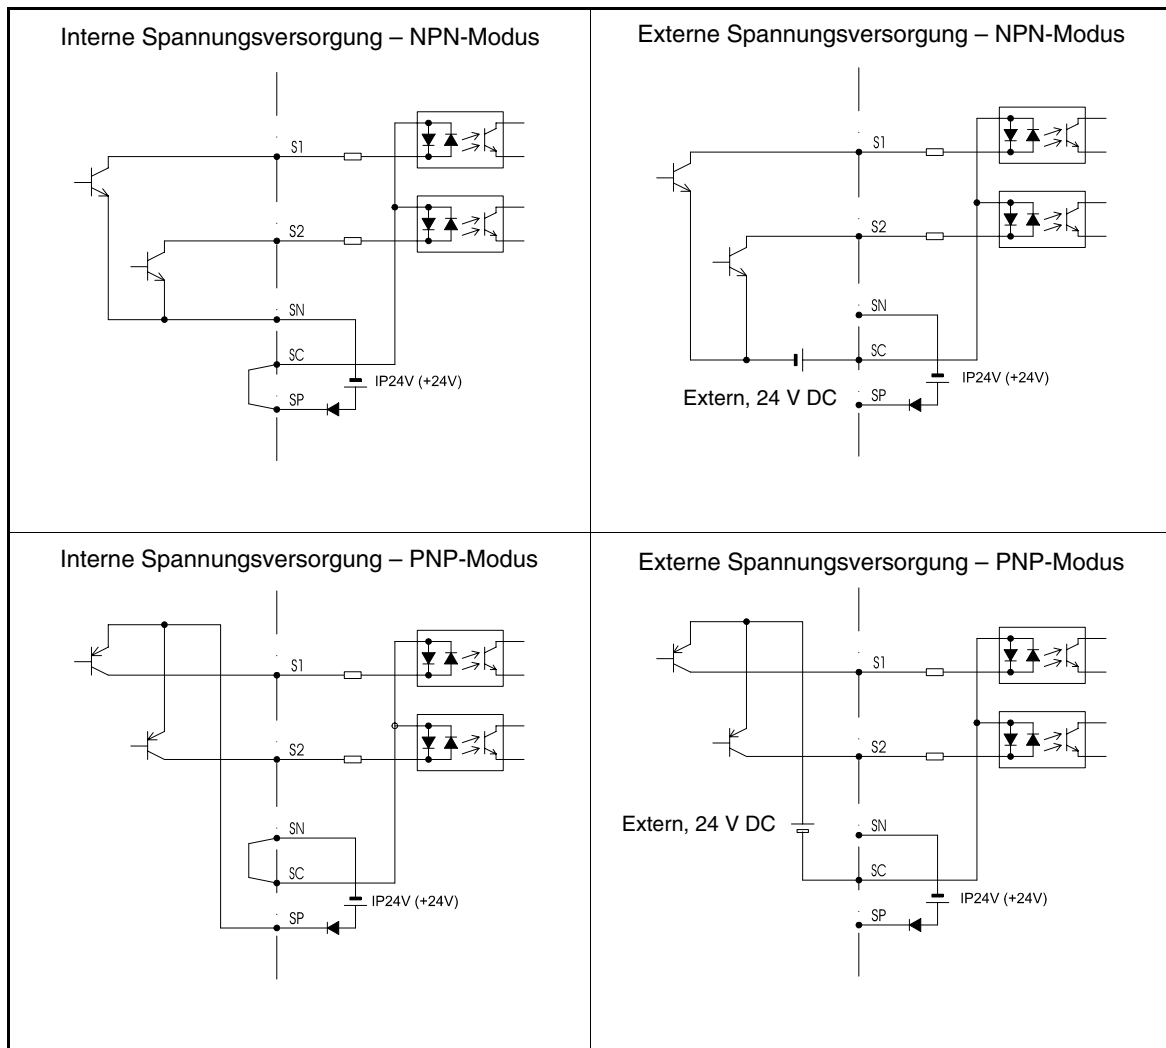 Interne Spannungsversorgung – NPN-Modus
S1
S2
SN
SC
IP24V (+24V)
SP
Externe Spannungsversorgung – NPN-Modus
S1
S2
SN
SC
IP24V (+24V)
Extern, 24 V DC
SP
Interne Spannungsversorgung – PNP-Modus
S1
S2
SN
SC
IP24V (+24V)
SP
Externe Spannungsversorgung – PNP-Modus
S1
S2
Extern, 24 V DC
SN
SC
IP24V (+24V)
SP